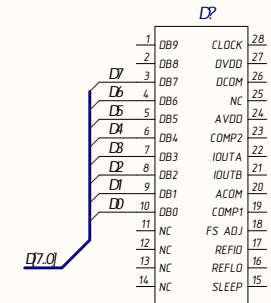 D?
1 DB9 CLOCK 28
2 DB8 DVDD 27
D7 3 DB7 DCOM 26
D6 4 DB6 NC 25
D5 5 DB5 AVDD 24
D4 6 DB4 COMP2 23
D3 7 DB3 IOUTA 22
D2 8 DB2 IOUTB 21
D1 9 DB1 ACOM 20
D0 10 DB0 COMP1 19
11 NC FS ADJ 18
12 NC REFIO 17
13 NC REFLO 16
14 NC SLEEP 15
D[7..0]